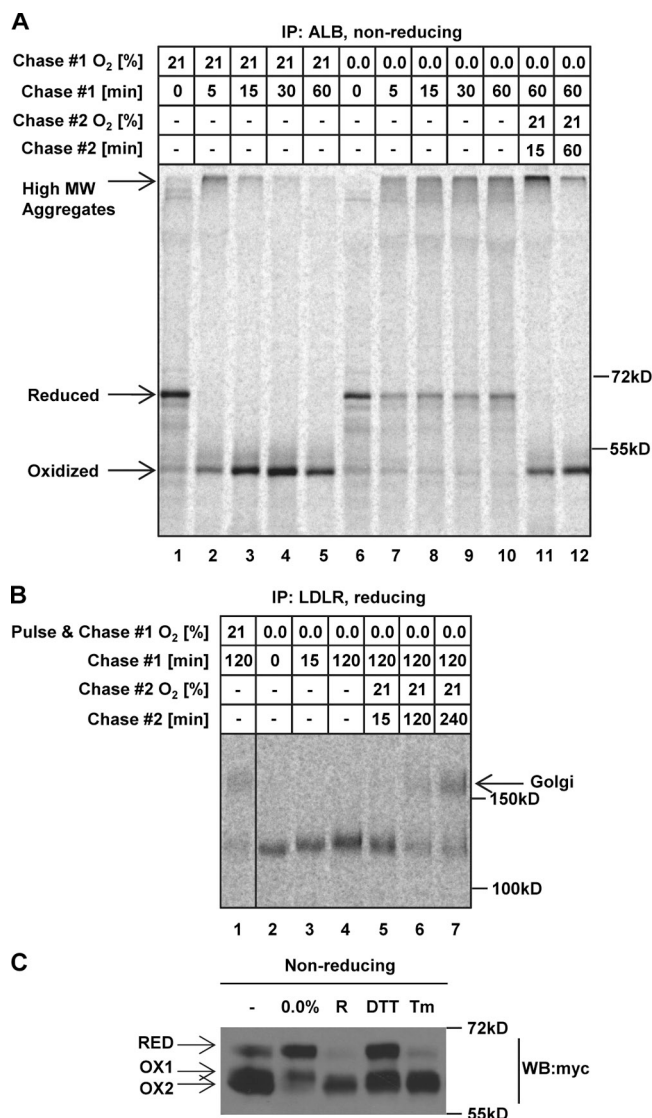 A
IP: ALB, non-reducing
Chase #1 O2 [%] 21 21 21 21 21 0.0 0.0 0.0 0.0 0.0 0.0 0.0
Chase #1 [min] 0 5 15 30 60 0 5 15 30 60 60 60
Chase #2 O2 [%] - - - - - - - - - - 21 21
Chase #2 [min] - - - - - - - - - - 15 60
High MW
Aggregates
72kD
Reduced
55kD
Oxidized
1 2 3 4 5 6 7 8 9 10 11 12
B
IP: LDLR, reducing
Pulse & Chase #1 O2 [%] 21 0.0 0.0 0.0 0.0 0.0 0.0
Chase #1 [min] 120 0 15 120 120 120 120
Chase #2 O2 [%] - - - - 21 21 21
Chase #2 [min] - - - - 15 120 240
Golgi
150kD
100kD
1 2 3 4 5 6 7
C
Non-reducing
- 0.0% R DTT Tm
72kD
RED
OX1
WB:myc
OX2
55kD